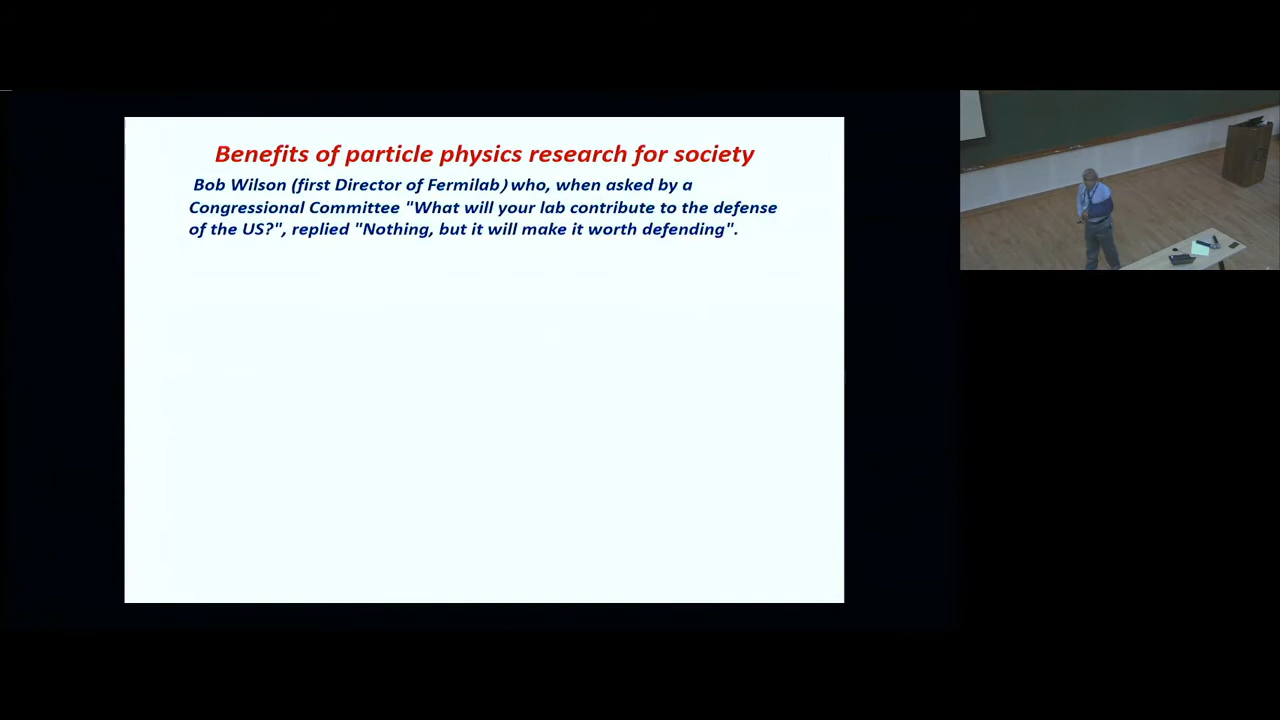 Benefits of particle physics research for society
Bob Wilson (first Director of Fermilab) who, when asked by a
Congressional Committee "What will your lab contribute to the defense
of the US?", replied "Nothing, but it will make it worth defending".